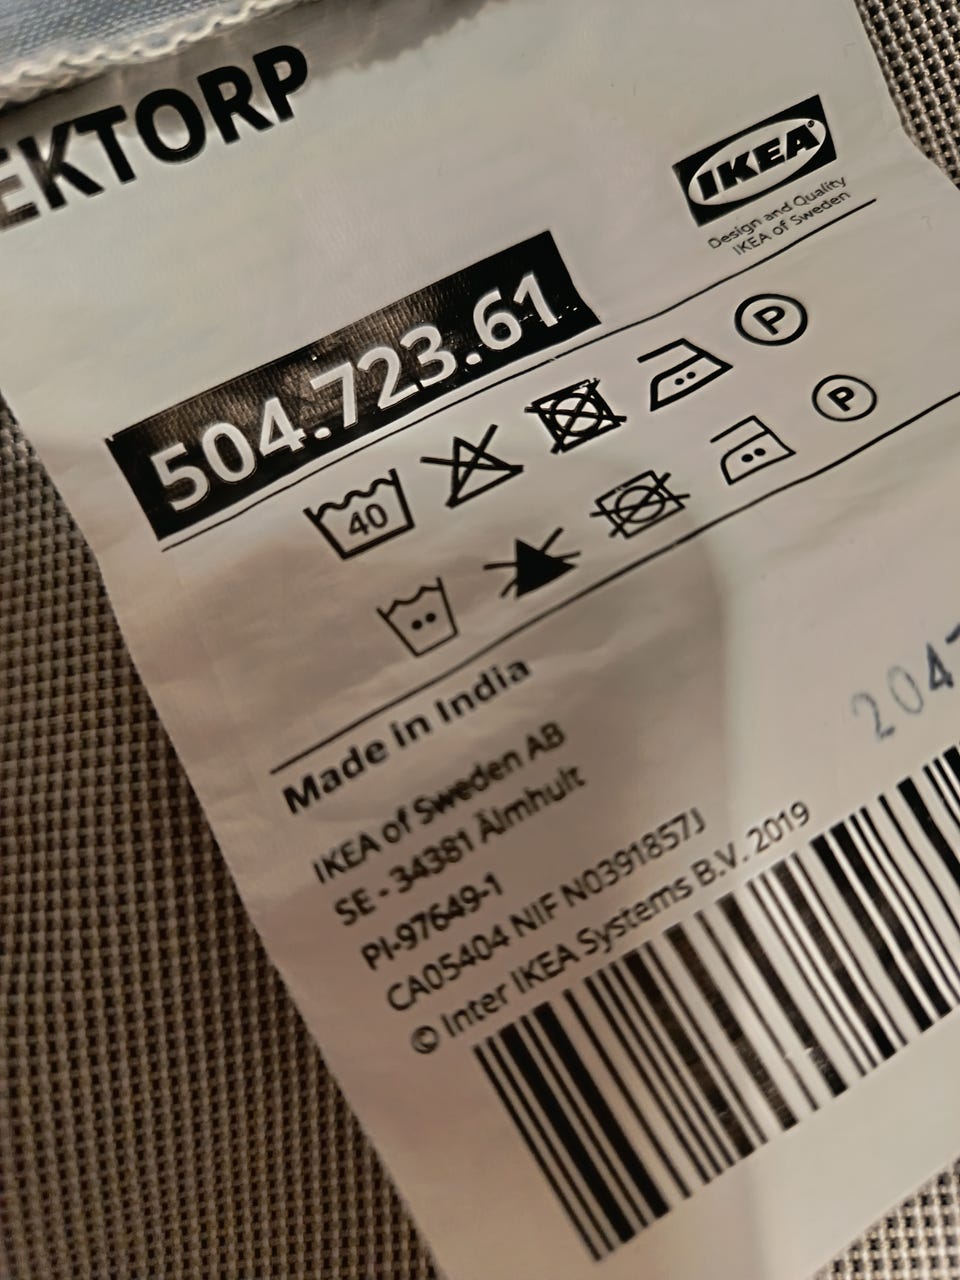 EKTORP
IKEA®
Design and Quality
IKEA of Sweden
504.723.61
P
40
P
Made in India
IKEA of Sweden AB
SE - 34381 Älmhult
PI-97649-1
CA05404 NIF N0391857J
© Inter IKEA Systems B.V. 2019
2047